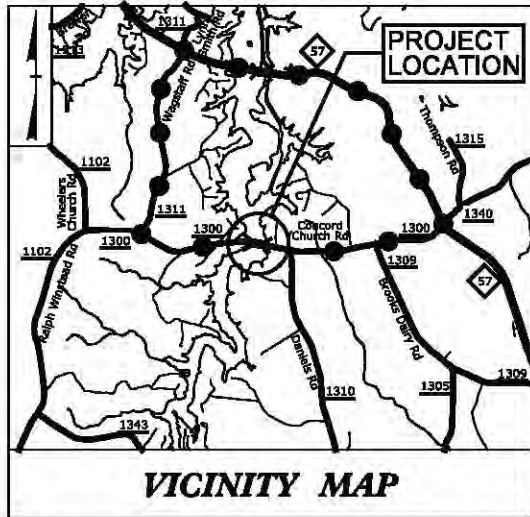 1311
57
PROJECT
LOCATION
1313
Wagstaff Rd
Smith Rd
Thompson Rd
1315
1102
Wheelers
Church Rd
1311
1340
1300
1300
Concord
Church Rd
1300
1102
1309
57
Ralph Winstead Rd
Daniels Rd
Brooks Dairy Rd
1305
1309
1310
1343
VICINITY MAP